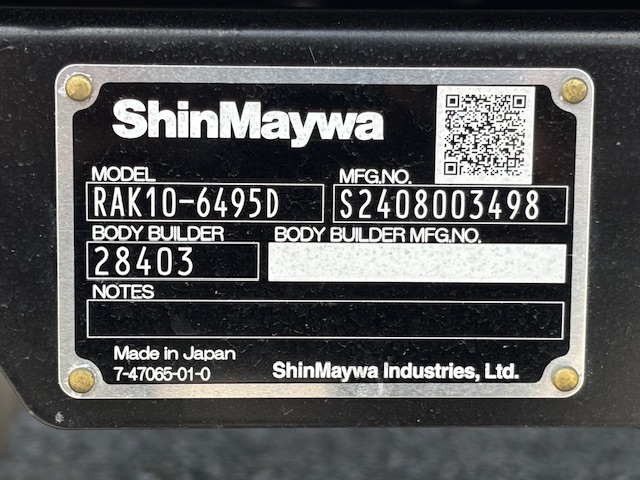 ShinMaywa
MODEL
MFG.NO.
RAK10-6495D
S2408003498
BODY BUILDER
BODY BUILDER MFG.NO.
28403
NOTES
Made in Japan
7-47065-01-0
ShinMaywa Industries, Ltd.